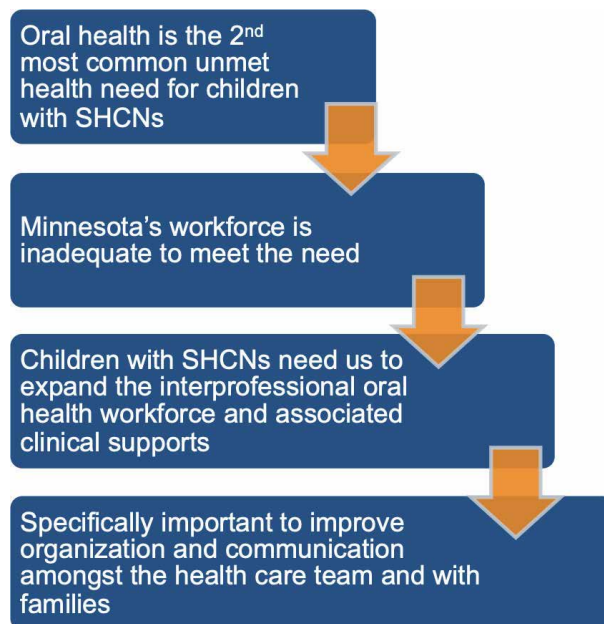 Oral health is the 2nd
most common unmet
health need for children
with SHCNs
Minnesota's workforce is
inadequate to meet the need
Children with SHCNs need us to
expand the interprofessional oral
health workforce and associated
clinical supports
Specifically important to improve
organization and communication
amongst the health care team and with
families